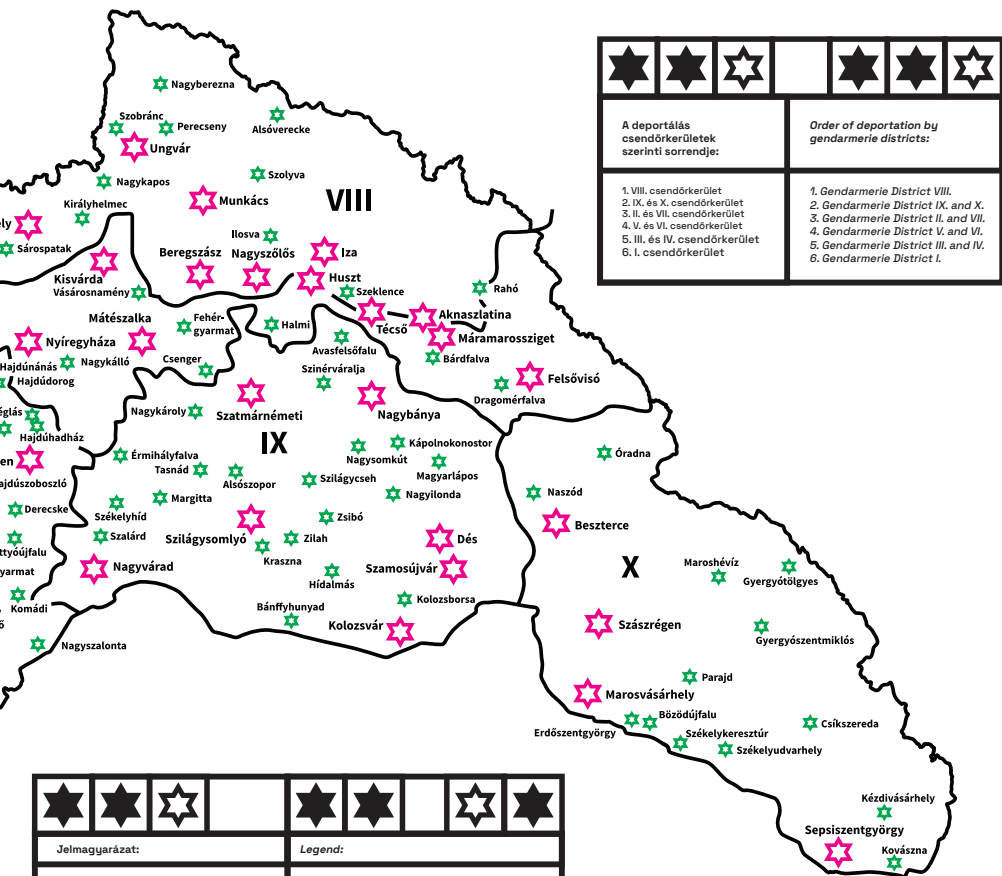 Nagyberezna
Szobránc
Perecseny
Alsóverecke
Ungvár
Nagykapos
Szolyva
Királyhelmec
Munkács
VIII
ely
Sárospatak
Ilosva
Beregszász
Nagyszőlős
Iza
Kisvárda
Huszt
Vásárosnamény
Szeklence
Rahó
Mátészalka
Fehér-
gyarmat
Halmi
Técső
Aknaszlatina
Máramarossziget
Nyíregyháza
Avasfelsőfalu
Bárdfalva
Hajdúnánás
Nagykálló
Csenger
Szinérváralja
Felsővisó
Hajdúdorog
Dragomérfalva
Nagykároly
Szatmárnémeti
Nagybánya
églás
Hajdúhadház
IX
Kápolnokonostor
Nagysomkút
Óradna
Érmihályfalva
en
Tasnád
Magyarlápos
ajdúszoboszló
Alsószopor
Szilágycseh
Nagyilonda
Naszód
Margitta
Derecske
Székelyhíd
Zsibó
Beszterce
Szalárd
Szilágysomlyó
Zilah
Dés
ttyóújfalu
Kraszna
X
Maroshévíz
yarmat
Nagyvárad
Szamosújvár
Gyergyótölgyes
Hídalmás
Komádi
Bánffyhunyad
Kolozsborsa
ő
Kolozsvár
Szászrégen
Nagyszalonta
Gyergyószentmiklós
Parajd
Marosvásárhely
Bözödújfalu
Erdőszentgyörgy
Székelykeresztúr
Csíkszereda
Székelyudvarhely
Kézdivásárhely
Sepsiszentgyörgy
Kovászna
A deportálás
csendőrkerületek
szerinti sorrendje:
Order of deportation by
gendarmerie districts:
1. VIII. csendőrkerület
2. IX és X. csendőrkerület
3. II. és VII. csendőrkerület
4. V. és VI. csendőrkerület
5. III. és IV. csendőrkerület
6. I. csendőrkerület
1. Gendarmerie District VIII.
2. Gendarmerie District IX. and X.
3. Gendarmerie District II. and VII.
4. Gendarmerie District V. and VI.
5. Gendarmerie District III. and IV.
6. Gendarmerie District I.
Jelmagyarázat:
Legend: